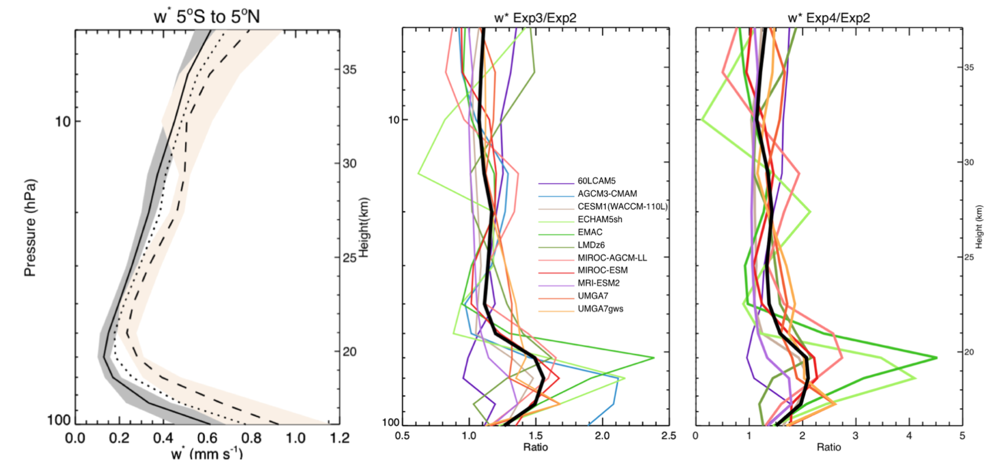 w* 5°S to 5°N
Pressure (hPa)
10
100
0.0 0.2 0.4 0.6 0.8 1.0 1.2
w* (mm s⁻¹)
35
30
25
20
Height(km)
w* Exp3/Exp2
10
100
0.5 1.0 1.5 2.0 2.5
Ratio
60LCAM5
AGCM3-CMAM
CESM1(WACCM-110L)
ECHAM5sh
EMAC
LMDz6
MIROC-AGCM-LL
MIROC-ESM
MRI-ESM2
UMGA7
UMGA7gws
w* Exp4/Exp2
0 1 2 3 4 5
Ratio
35
30
25
20
Height (km)